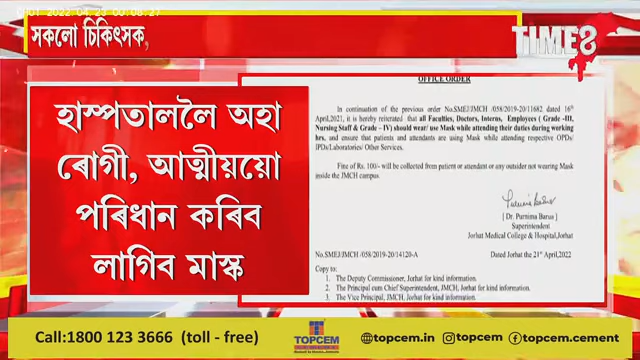 2022 04 23 00:08:27
সকলো চিকিৎসক,
TIME8
হাস্পতাললৈ অহা
ৰোগী, আত্মীয়য়ো
পৰিধান কৰিব
লাগিব মাস্ক
OFFICE ORDER
In continuation of the previous order No.SMEJ/JMCH /058/2019-20/11682 dated 16th
April,2021, it is hereby reiterated that all Faculties, Doctors, Interns, Employees ( Grade –III,
Nursing Staff & Grade – IV) should wear/ use Mask while attending their duties during working
hrs, and ensure that patients and attendants are using Mask while attending respective OPDs/
IPDs/Laboratories/ Other Services.
Fine of Rs. 100/- will be collected from patient or attendant or any outsider not wearing Mask
inside the JMCH campus.
[ Dr. Purnima Barua ]
Superintendent
Jorhat Medical College & Hospital,Jorhat
No.SMEJ/JMCH /058/2019-20/14120-A
Dated Jorhat the 21st April,2022
Copy to:
1. The Deputy Commissioner, Jorhat for kind information.
2. The Principal cum Chief Superintendent, JMCH, Jorhat for kind information.
3. The Vice Principal, JMCH, Jorhat for kind information.
Call:1800 123 3666 (toll - free)
TOPCEM
topcem.in
topcem
topcem.cement